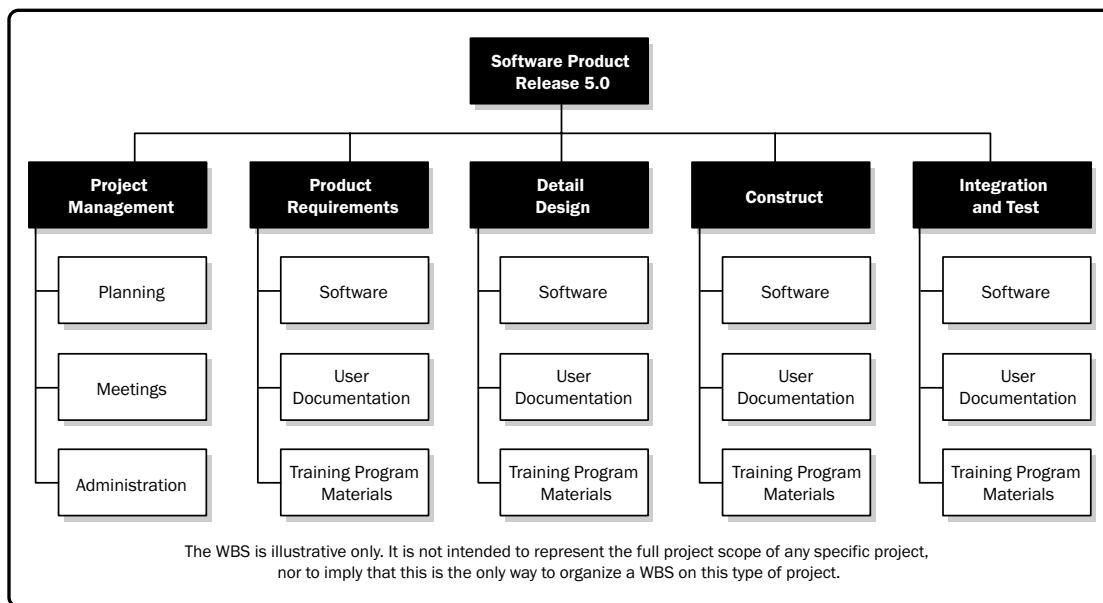 Software Product
Release 5.0
Project
Management
Product
Requirements
Detail
Design
Construct
Integration
and Test
Planning
Software
Software
Software
Software
Meetings
User
Documentation
User
Documentation
User
Documentation
User
Documentation
Administration
Training Program
Materials
Training Program
Materials
Training Program
Materials
Training Program
Materials
The WBS is illustrative only. It is not intended to represent the full project scope of any specific project,
nor to imply that this is the only way to organize a WBS on this type of project.